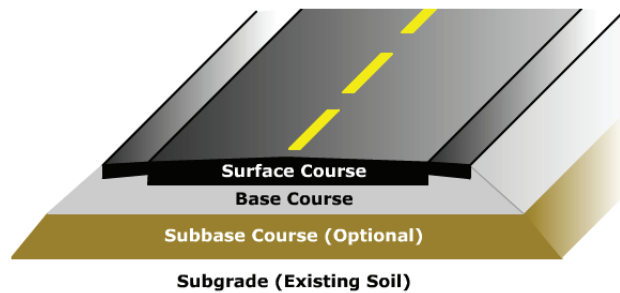 Surface Course
Base Course
Subbase Course (Optional)
Subgrade (Existing Soil)